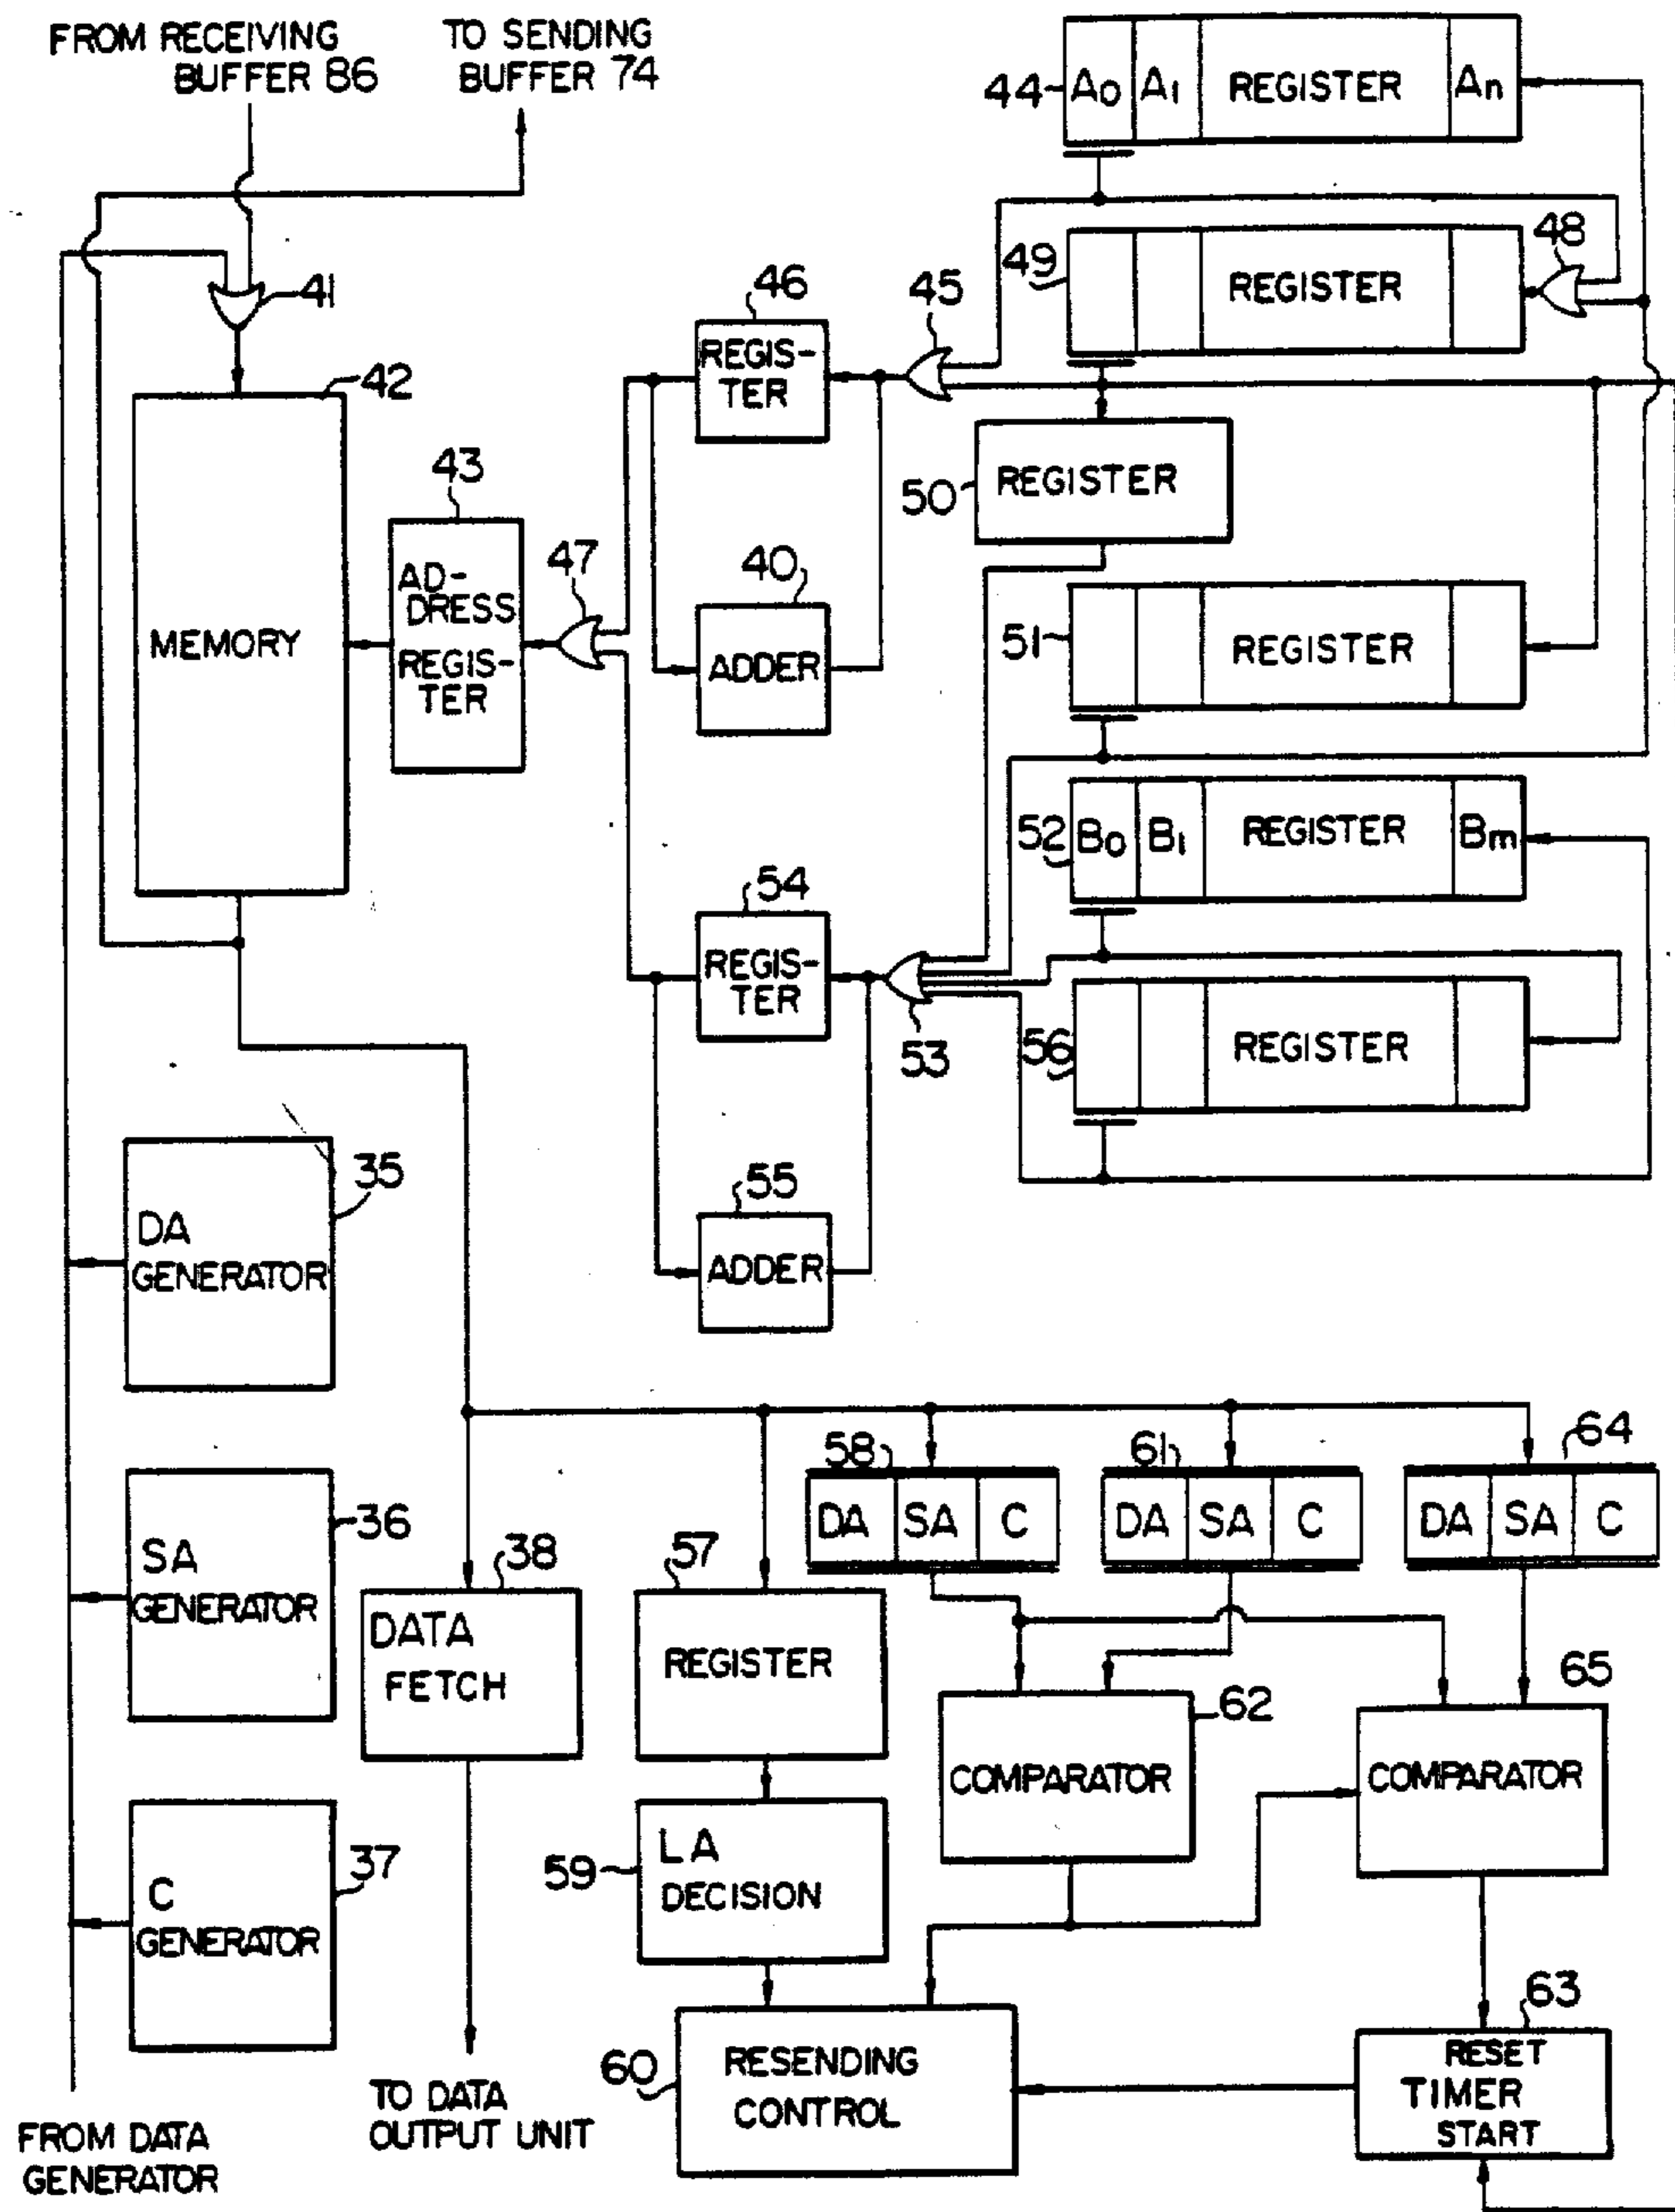 FROM RECEIVING
BUFFER 86
TO SENDING
BUFFER 74
44
A0 A1 REGISTER An
41
49
REGISTER
48
42
MEMORY
43
AD-
DRESS
REGIS-
TER
47
46
REGIS-
TER
45
50
REGISTER
40
ADDER
51
REGISTER
52
B0 B1 REGISTER Bm
54
REGIS-
TER
53
56
REGISTER
55
ADDER
35
DA
GENERATOR
36
SA
GENERATOR
37
C
GENERATOR
38
DATA
FETCH
57
REGISTER
58
DA SA C
61
DA SA C
64
DA SA C
62
COMPARATOR
65
COMPARATOR
59
LA
DECISION
60
RESENDING
CONTROL
63
RESET
TIMER
START
TO DATA
OUTPUT UNIT
FROM DATA
GENERATOR